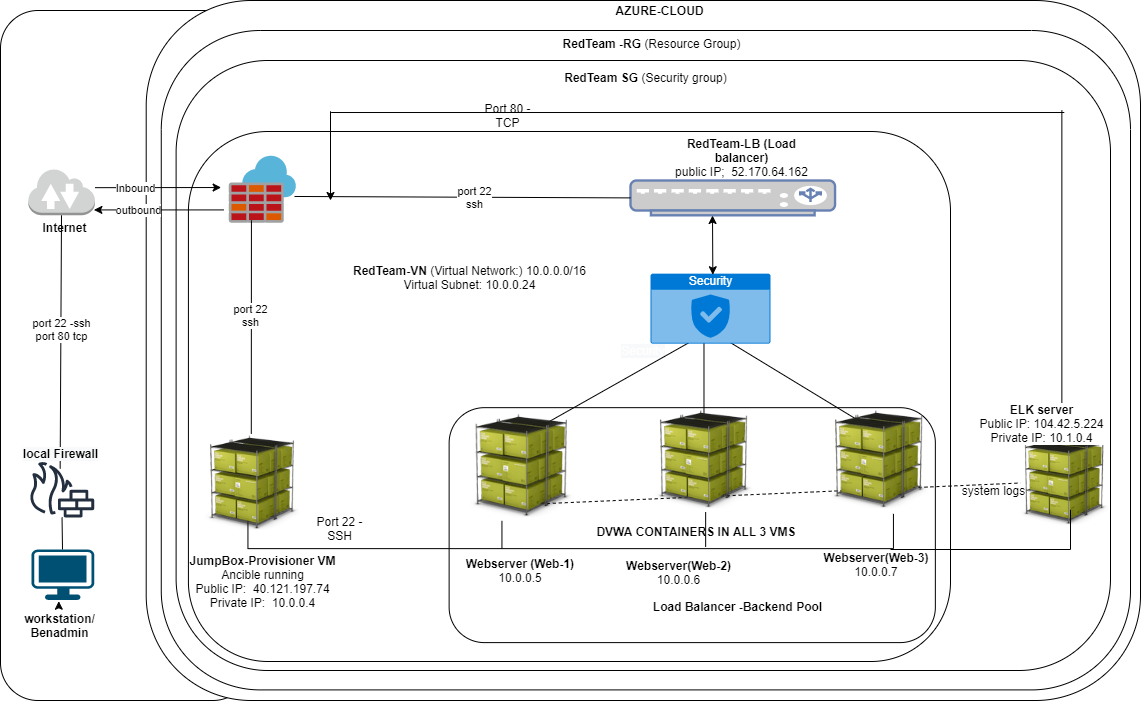 AZURE-CLOUD
RedTeam -RG (Resource Group)
RedTeam SG (Security group)
Port 80 -
TCP
RedTeam-LB (Load
balancer)
public IP;  52.170.64.162
Inbound
outbound
Internet
port 22
ssh
RedTeam-VN (Virtual Network:) 10.0.0.0/16
Virtual Subnet: 10.0.0.24
Security
port 22
ssh
port 22 -ssh
port 80 tcp
ELK server
Public IP: 104.42.5.224
Private IP: 10.1.0.4
local Firewall
system logs
Port 22 -
SSH
DVWA CONTAINERS IN ALL 3 VMS
JumpBox-Provisioner VM
Ancible running
Public IP:  40.121.197.74
Private IP:  10.0.0.4
Webserver (Web-1)
10.0.0.5
Webserver(Web-2)
10.0.0.6
Webserver(Web-3)
10.0.0.7
Load Balancer -Backend Pool
workstation/
Benadmin